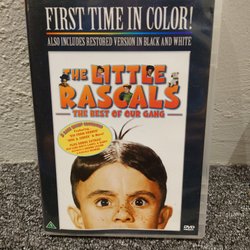 FIRST TIME IN COLOR!
ALSO INCLUDES RESTORED VERSION IN BLACK AND WHITE
THE LITTLE
RASCALS
THE BEST OF OUR GANG
DVD